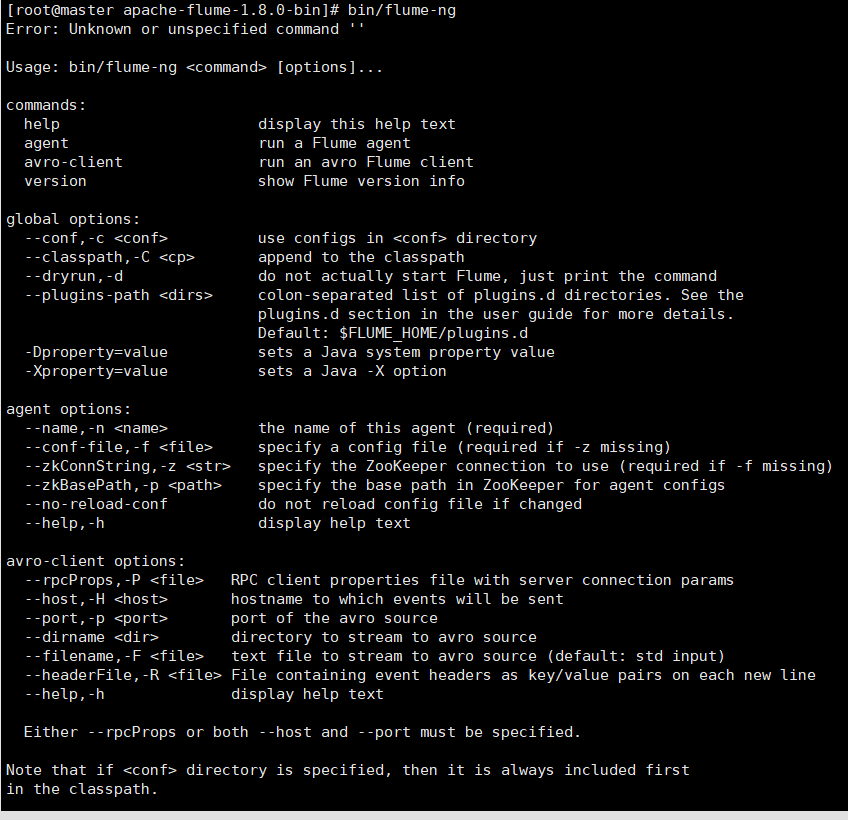 [root@master apache-flume-1.8.0-bin]# bin/flume-ng
Error: Unknown or unspecified command ''

Usage: bin/flume-ng <command> [options]...

commands:
  help                      display this help text
  agent                     run a Flume agent
  avro-client               run an avro Flume client
  version                   show Flume version info

global options:
  --conf,-c <conf>          use configs in <conf> directory
  --classpath,-C <cp>       append to the classpath
  --dryrun,-d               do not actually start Flume, just print the command
  --plugins-path <dirs>     colon-separated list of plugins.d directories. See the
                            plugins.d section in the user guide for more details.
                            Default: $FLUME_HOME/plugins.d
  -Dproperty=value          sets a Java system property value
  -Xproperty=value          sets a Java -X option

agent options:
  --name,-n <name>          the name of this agent (required)
  --conf-file,-f <file>     specify a config file (required if -z missing)
  --zkConnString,-z <str>   specify the ZooKeeper connection to use (required if -f missing)
  --zkBasePath,-p <path>    specify the base path in ZooKeeper for agent configs
  --no-reload-conf          do not reload config file if changed
  --help,-h                 display help text

avro-client options:
  --rpcProps,-P <file>   RPC client properties file with server connection params
  --host,-H <host>       hostname to which events will be sent
  --port,-p <port>       port of the avro source
  --dirname <dir>        directory to stream to avro source
  --filename,-F <file>   text file to stream to avro source (default: std input)
  --headerFile,-R <file> File containing event headers as key/value pairs on each new line
  --help,-h              display help text

  Either --rpcProps or both --host and --port must be specified.

Note that if <conf> directory is specified, then it is always included first
in the classpath.